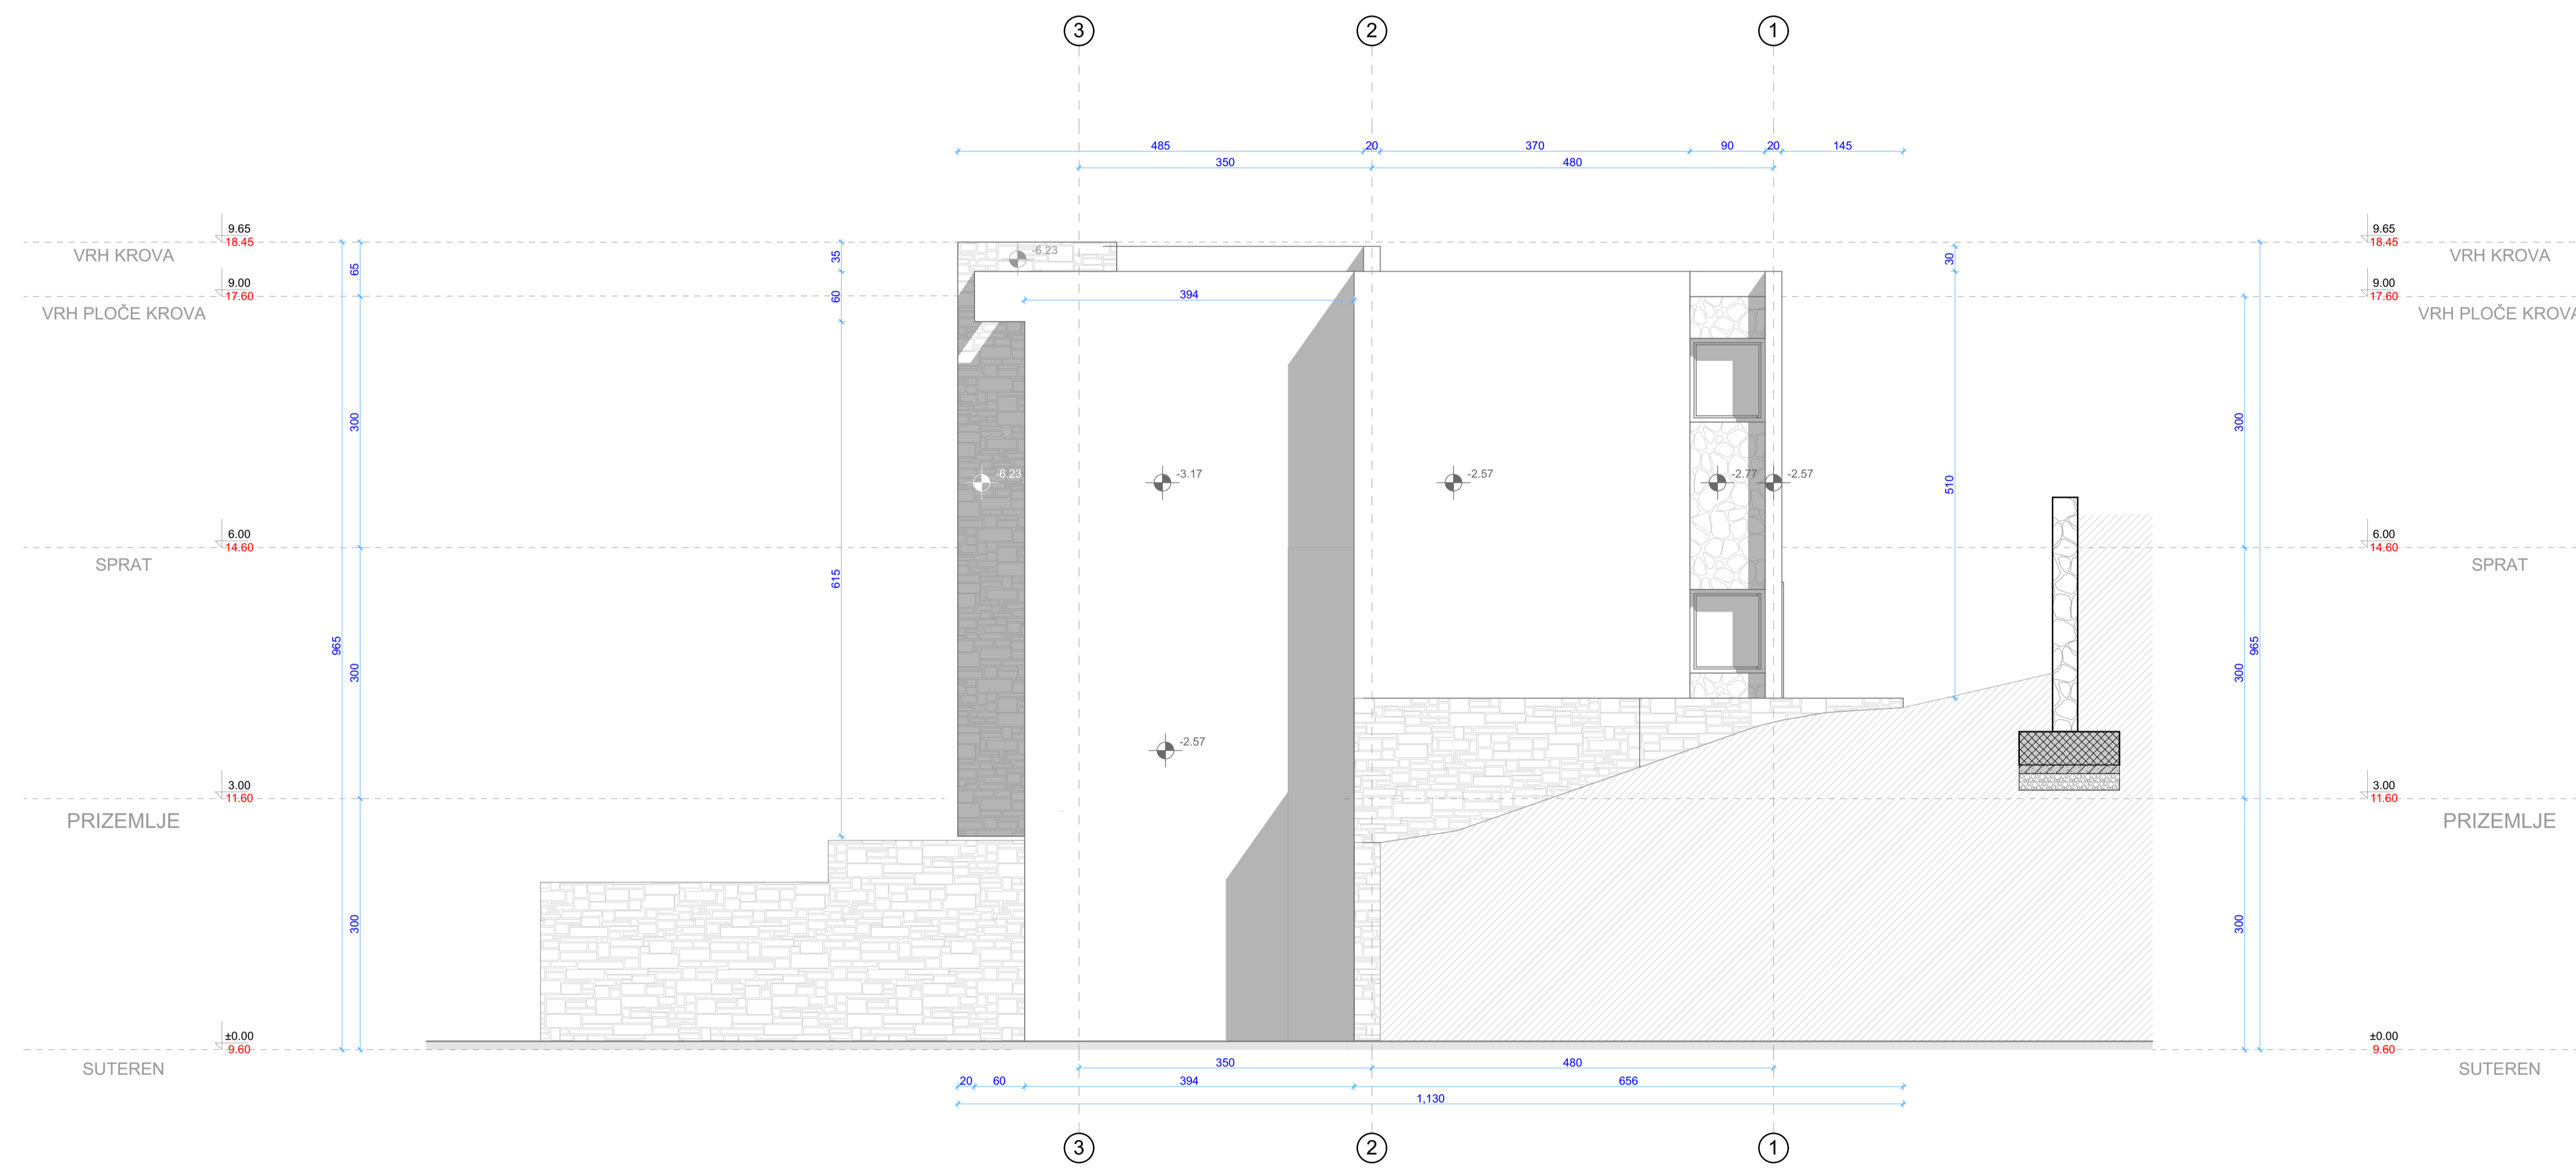 3 2 1
485 20 370 90 20 145
350 480
9.65 9.65
18.45 18.45
VRH KROVA VRH KROVA
65 35 -6.23 30
9.00 9.00
17.60 17.60
VRH PLOČE KROVA VRH PLOČE KROVA
60 394
300 300
-6.23 -3.17 -2.57 -2.77 -2.57
510
6.00 6.00
14.60 14.60
SPRAT SPRAT
615
965 965
300 300
-2.57
3.00 3.00
11.60 11.60
PRIZEMLJE PRIZEMLJE
300 300
±0.00 ±0.00
9.60 9.60
SUTEREN SUTEREN
350 480
20 60 394 656
1,130
3 2 1